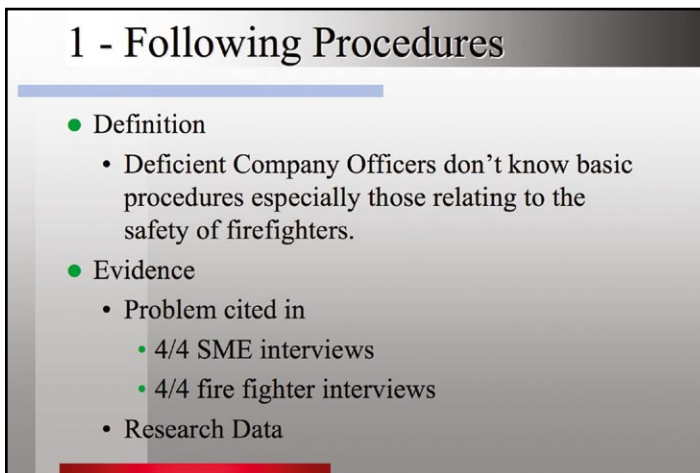 1 - Following Procedures
● Definition
• Deficient Company Officers don't know basic
procedures especially those relating to the
safety of firefighters.
● Evidence
• Problem cited in
• 4/4 SME interviews
• 4/4 fire fighter interviews
• Research Data